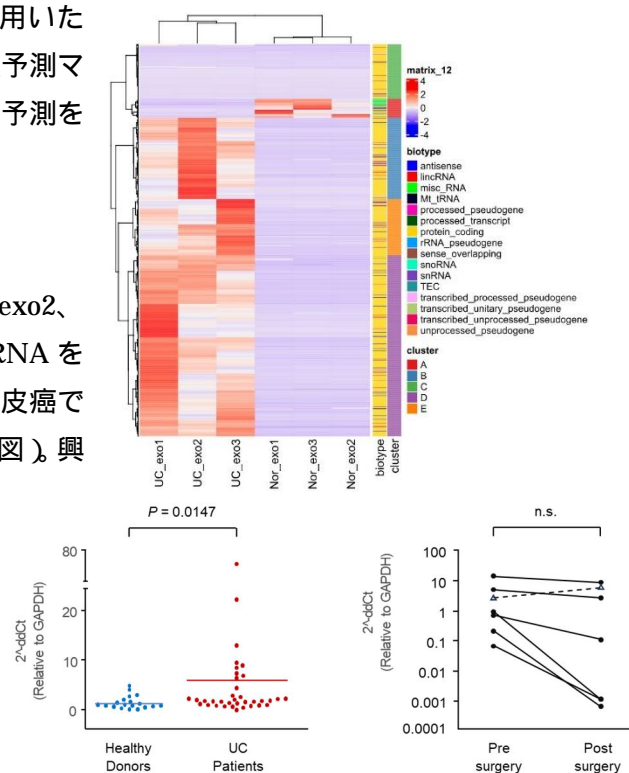 用いた
予測マ
予測を
exo2、
RNA を
皮癌で
図)。興
matrix_12
4
2
0
-2
-4
biotype
antisense
lincRNA
misc_RNA
Mt_tRNA
processed_pseudogene
processed_transcript
protein_coding
rRNA_pseudogene
sense_overlapping
snoRNA
snRNA
TEC
transcribed_processed_pseudogene
transcribed_unitary_pseudogene
transcribed_unprocessed_pseudogene
unprocessed_pseudogene
cluster
A
B
C
D
E
UC_exo1
UC_exo2
UC_exo3
Nor_exo1
Nor_exo3
Nor_exo2
biotype
cluster
P = 0.0147
80
20
10
0
2^-ddCt
(Relative to GAPDH)
Healthy
Donors
UC
Patients
n.s.
100
10
1
0.1
0.01
0.001
0.0001
2^-ddCt
(Relative to GAPDH)
Pre
surgery
Post
surgery